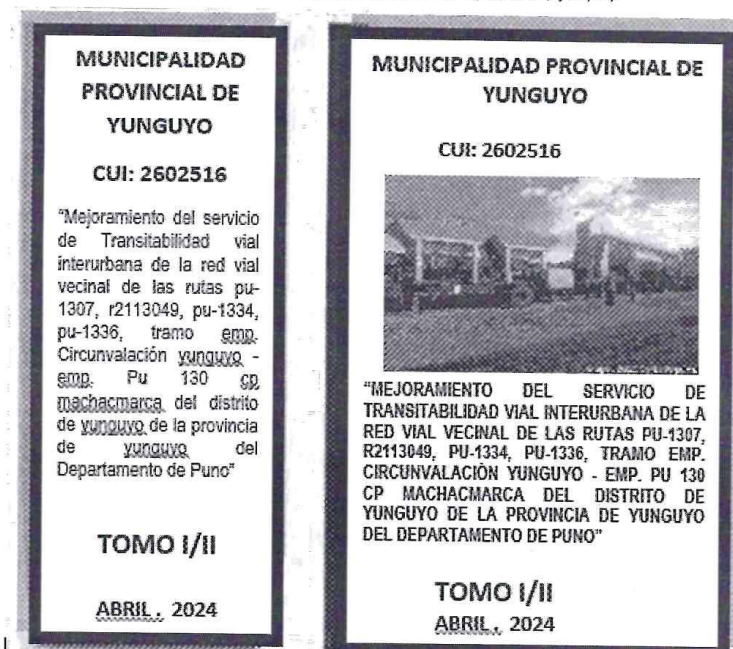 MUNICIPALIDAD
PROVINCIAL DE
YUNGUYO
CUI: 2602516
"Mejoramiento del servicio
de Transitabilidad vial
interurbana de la red vial
vecinal de las rutas pu-
1307, r2113049, pu-1334,
pu-1336, tramo emp.
Circunvalación yunguyo -
emp. Pu 130 cp
machacmarca del distrito
de yunguyo de la provincia
de yunguyo del
Departamento de Puno"
TOMO I/II
ABRIL, 2024
MUNICIPALIDAD PROVINCIAL DE
YUNGUYO
CUI: 2602516
"MEJORAMIENTO DEL SERVICIO DE
TRANSITABILIDAD VIAL INTERURBANA DE LA
RED VIAL VECINAL DE LAS RUTAS PU-1307,
R2113049, PU-1334, PU-1336, TRAMO EMP.
CIRCUNVALACIÓN YUNGUYO - EMP. PU 130
CP MACHACMARCA DEL DISTRITO DE
YUNGUYO DE LA PROVINCIA DE YUNGUYO
DEL DEPARTAMENTO DE PUNO"
TOMO I/II
ABRIL, 2024